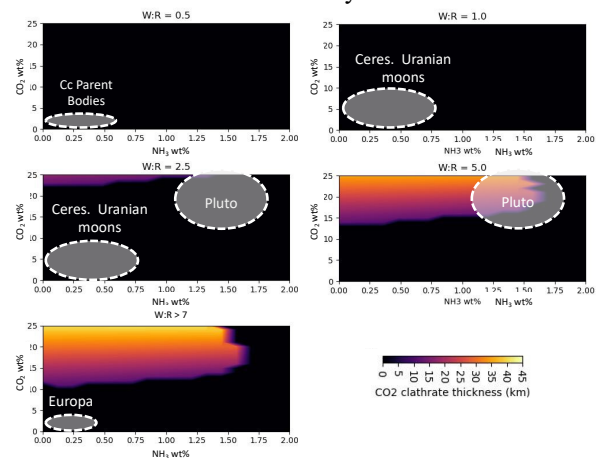 W:R = 0.5
25
20
15
10
5
0
CO₂ wt%
Cc Parent
Bodies
0.00 0.25 0.50 0.75 1.00 1.25 1.50 1.75 2.00
NH₃ wt%
W:R = 1.0
25
20
15
10
5
0
CO₂ wt%
Ceres. Uranian
moons
0.00 0.25 0.50 0.75 1.00 1.25 1.50 1.75 2.00
NH3 wt% NH₃ wt%
W:R = 2.5
25
20
15
10
5
0
CO₂ wt%
Pluto
Ceres. Uranian
moons
0.00 0.25 0.50 0.75 1.00 1.25 1.50 1.75 2.00
NH₃ wt%
W:R = 5.0
25
20
15
10
5
0
CO₂ wt%
Pluto
0.00 0.25 0.50 0.75 1.00 1.25 1.50 1.75 2.00
NH3 wt% NH₃ wt%
W:R > 7
25
20
15
10
5
0
CO₂ wt%
Europa
0.00 0.25 0.50 0.75 1.00 1.25 1.50 1.75 2.00
NH₃ wt%
0 5 10 15 20 25 30 35 40 45
CO2 clathrate thickness (km)